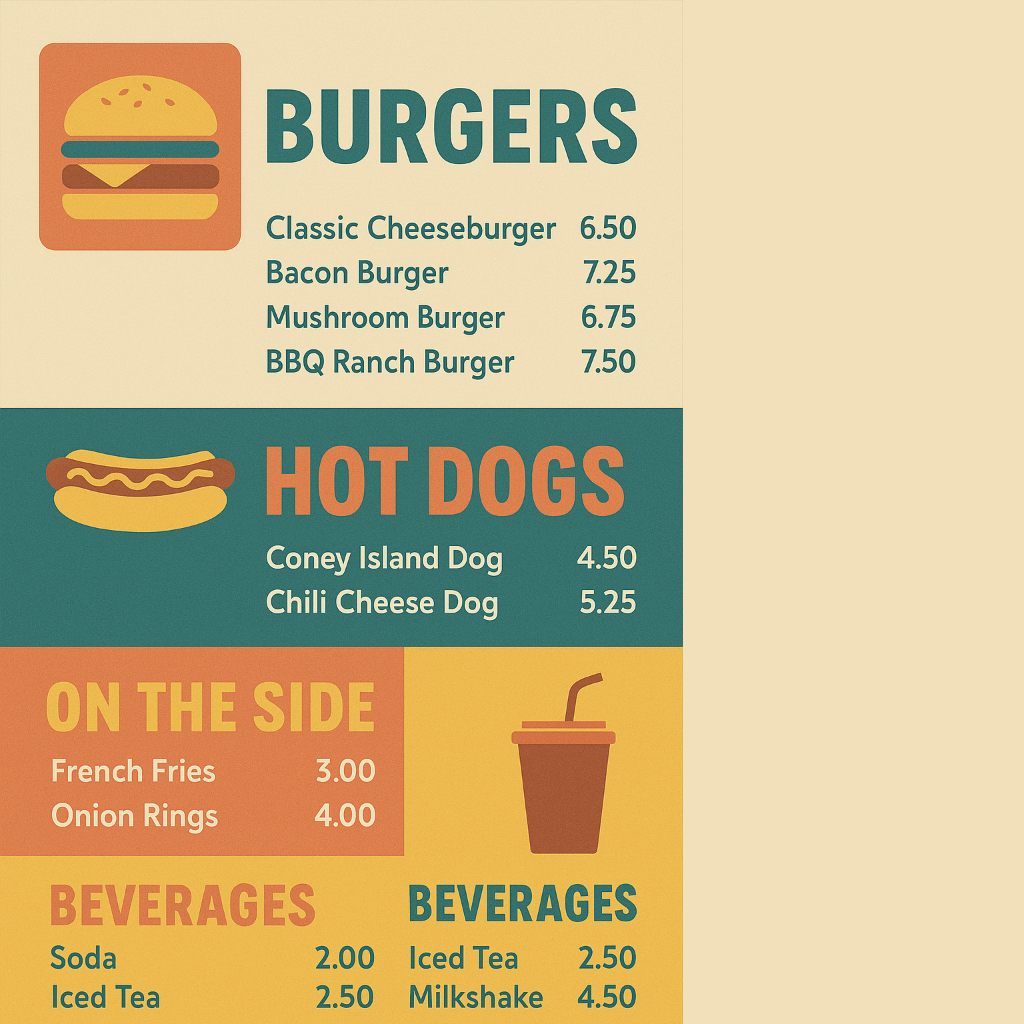 BURGERS
Classic Cheeseburger 6.50
Bacon Burger 7.25
Mushroom Burger 6.75
BBQ Ranch Burger 7.50
HOT DOGS
Coney Island Dog 4.50
Chili Cheese Dog 5.25
ON THE SIDE
French Fries 3.00
Onion Rings 4.00
BEVERAGES
Soda 2.00
Iced Tea 2.50
BEVERAGES
Iced Tea 2.50
Milkshake 4.50